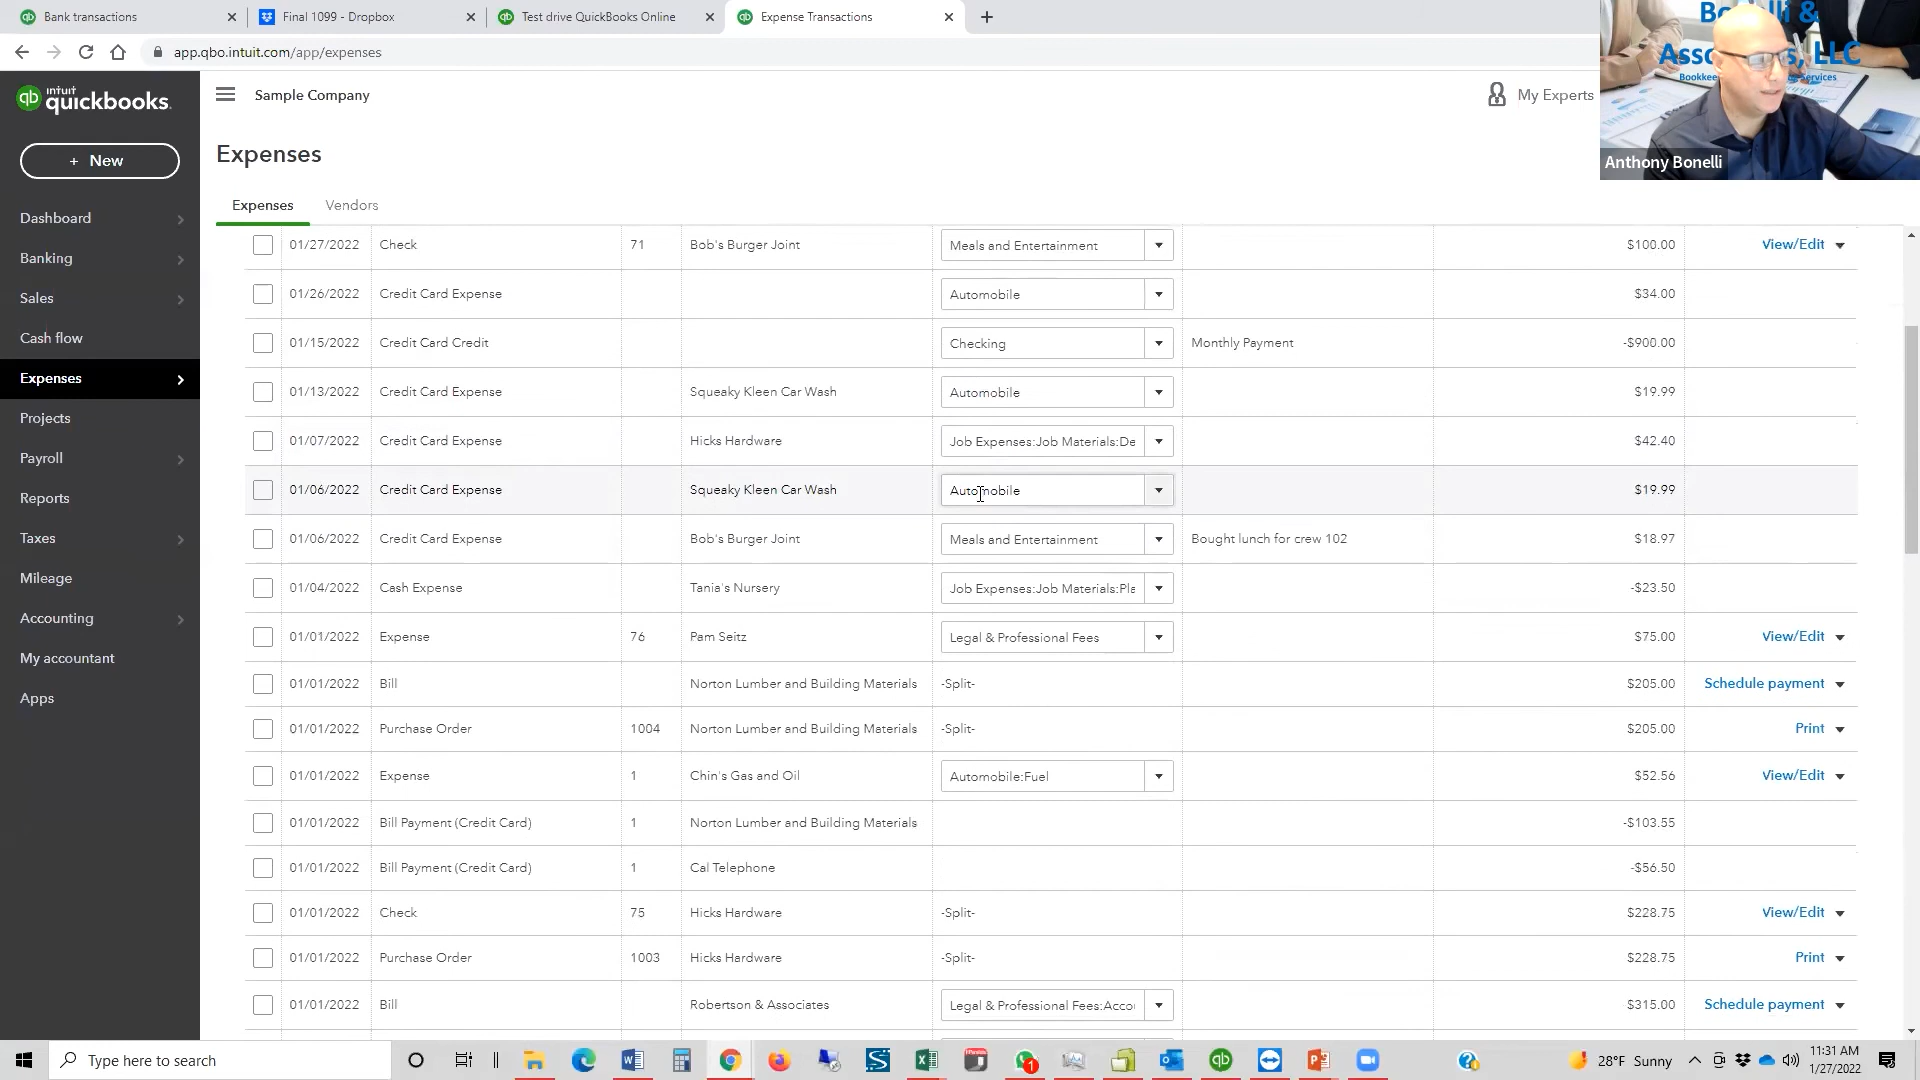 Bank transactions
Final 1099 - Dropbox
Test drive QuickBooks Online
Expense Transactions
app.qbo.intuit.com/app/expenses
intuit quickbooks.
Sample Company
My Experts
Anthony Bonelli
+ New
Expenses
Expenses Vendors
Dashboard
Banking
Sales
Cash flow
Expenses
Projects
Payroll
Reports
Taxes
Mileage
Accounting
My accountant
Apps
01/27/2022 Check 71 Bob's Burger Joint Meals and Entertainment $100.00 View/Edit
01/26/2022 Credit Card Expense Automobile $34.00
01/15/2022 Credit Card Credit Checking Monthly Payment -$900.00
01/13/2022 Credit Card Expense Squeaky Kleen Car Wash Automobile $19.99
01/07/2022 Credit Card Expense Hicks Hardware Job Expenses:Job Materials:De $42.40
01/06/2022 Credit Card Expense Squeaky Kleen Car Wash Automobile $19.99
01/06/2022 Credit Card Expense Bob's Burger Joint Meals and Entertainment Bought lunch for crew 102 $18.97
01/04/2022 Cash Expense Tania's Nursery Job Expenses:Job Materials:Pla -$23.50
01/01/2022 Expense 76 Pam Seitz Legal & Professional Fees $75.00 View/Edit
01/01/2022 Bill Norton Lumber and Building Materials -Split- $205.00 Schedule payment
01/01/2022 Purchase Order 1004 Norton Lumber and Building Materials -Split- $205.00 Print
01/01/2022 Expense 1 Chin's Gas and Oil Automobile:Fuel $52.56 View/Edit
01/01/2022 Bill Payment (Credit Card) 1 Norton Lumber and Building Materials -$103.55
01/01/2022 Bill Payment (Credit Card) 1 Cal Telephone -$56.50
01/01/2022 Check 75 Hicks Hardware -Split- $228.75 View/Edit
01/01/2022 Purchase Order 1003 Hicks Hardware -Split- $228.75 Print
01/01/2022 Bill Robertson & Associates Legal & Professional Fees:Acco $315.00 Schedule payment
Type here to search
28°F Sunny
11:31 AM
1/27/2022